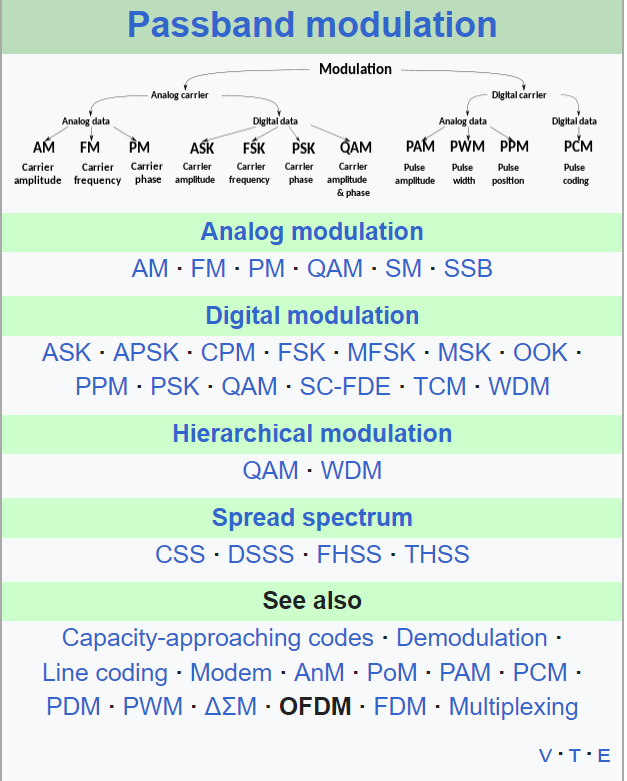 Passband modulation
Modulation
Analog carrier Digital carrier
Analog data Digital data Analog data Digital data
AM FM PM ASK FSK PSK QAM PAM PWM PPM PCM
Carrier Carrier Carrier Carrier Carrier Carrier Carrier Pulse Pulse Pulse Pulse
amplitude frequency phase amplitude frequency phase amplitude amplitude width position coding
& phase
Analog modulation
AM · FM · PM · QAM · SM · SSB
Digital modulation
ASK · APSK · CPM · FSK · MFSK · MSK · OOK ·
PPM · PSK · QAM · SC-FDE · TCM · WDM
Hierarchical modulation
QAM · WDM
Spread spectrum
CSS · DSSS · FHSS · THSS
See also
Capacity-approaching codes · Demodulation ·
Line coding · Modem · AnM · PoM · PAM · PCM ·
PDM · PWM · ΔΣM · OFDM · FDM · Multiplexing
V · T · E